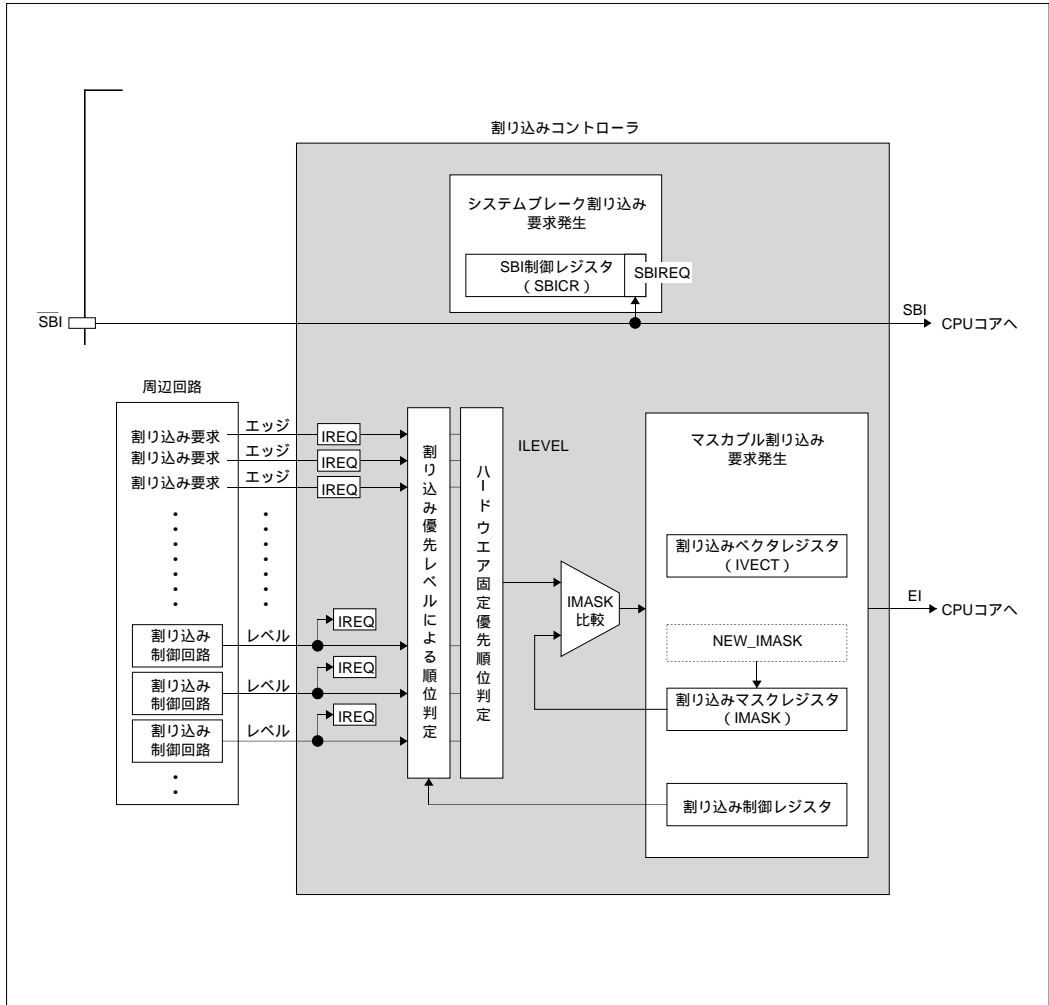 割り込みコントローラ
システムブレーク割り込み
要求発生
SBI制御レジスタ
（SBICR）
SBIREQ
SBI
SBI
CPUコアへ
周辺回路
割り込み要求
エッジ
IREQ
割り込み要求
エッジ
IREQ
割り込み要求
エッジ
IREQ
割り込み
制御回路
レベル
IREQ
割り込み
制御回路
レベル
IREQ
割り込み
制御回路
レベル
IREQ
割り込み優先レベルによる順位判定
ハードウエア固定優先順位判定
ILEVEL
IMASK
比較
マスカブル割り込み
要求発生
割り込みベクタレジスタ
（IVECT）
NEW_IMASK
割り込みマスクレジスタ
（IMASK）
割り込み制御レジスタ
EI
CPUコアへ